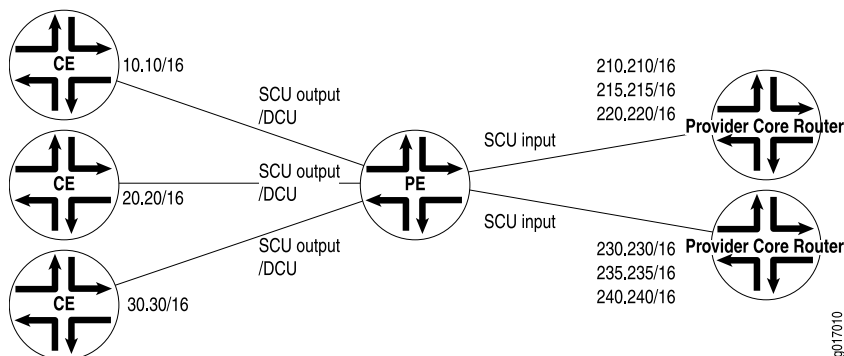 CE
10.10/16
SCU output
/DCU
CE
20.20/16
SCU output
/DCU
CE
30.30/16
SCU output
/DCU
PE
SCU input
SCU input
210.210/16
215.215/16
220.220/16
Provider Core Router
230.230/16
235.235/16
240.240/16
Provider Core Router
g017010